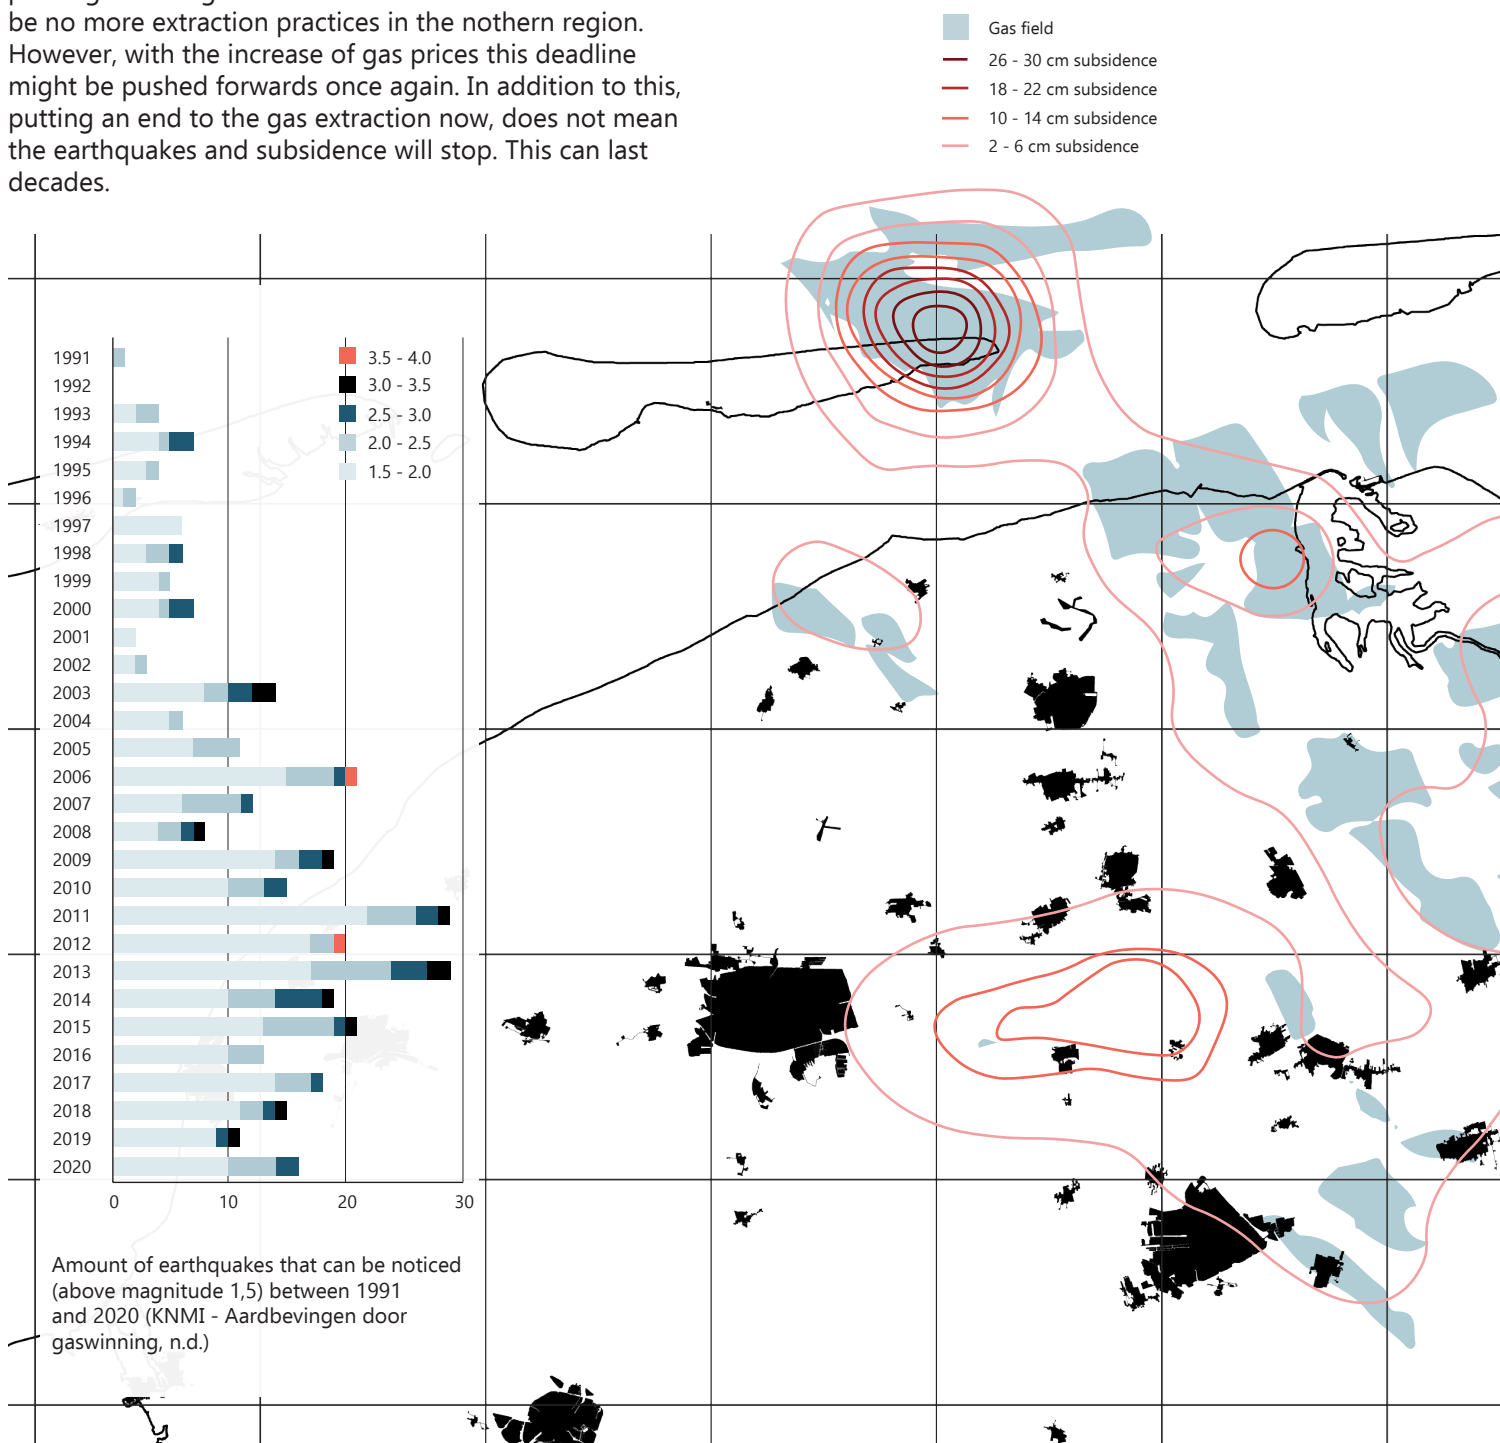 be no more extraction practices in the nothern region.
However, with the increase of gas prices this deadline
might be pushed forwards once again. In addition to this,
putting an end to the gas extraction now, does not mean
the earthquakes and subsidence will stop. This can last
decades.
Gas field
26 - 30 cm subsidence
18 - 22 cm subsidence
10 - 14 cm subsidence
2 - 6 cm subsidence
3.5 - 4.0
3.0 - 3.5
2.5 - 3.0
2.0 - 2.5
1.5 - 2.0
1991
1992
1993
1994
1995
1996
1997
1998
1999
2000
2001
2002
2003
2004
2005
2006
2007
2008
2009
2010
2011
2012
2013
2014
2015
2016
2017
2018
2019
2020
0 10 20 30
Amount of earthquakes that can be noticed
(above magnitude 1,5) between 1991
and 2020 (KNMI - Aardbevingen door
gaswinning, n.d.)